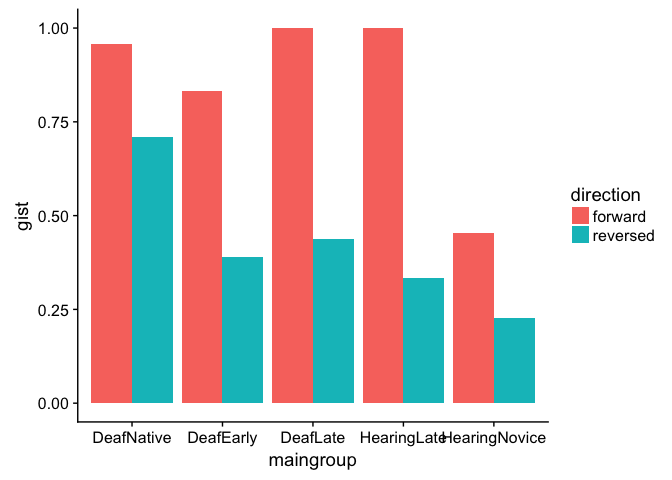 1.00
0.75
0.50
0.25
0.00
gist
DeafNative DeafEarly DeafLate HearingLate HearingNovice
maingroup
direction
forward
reversed